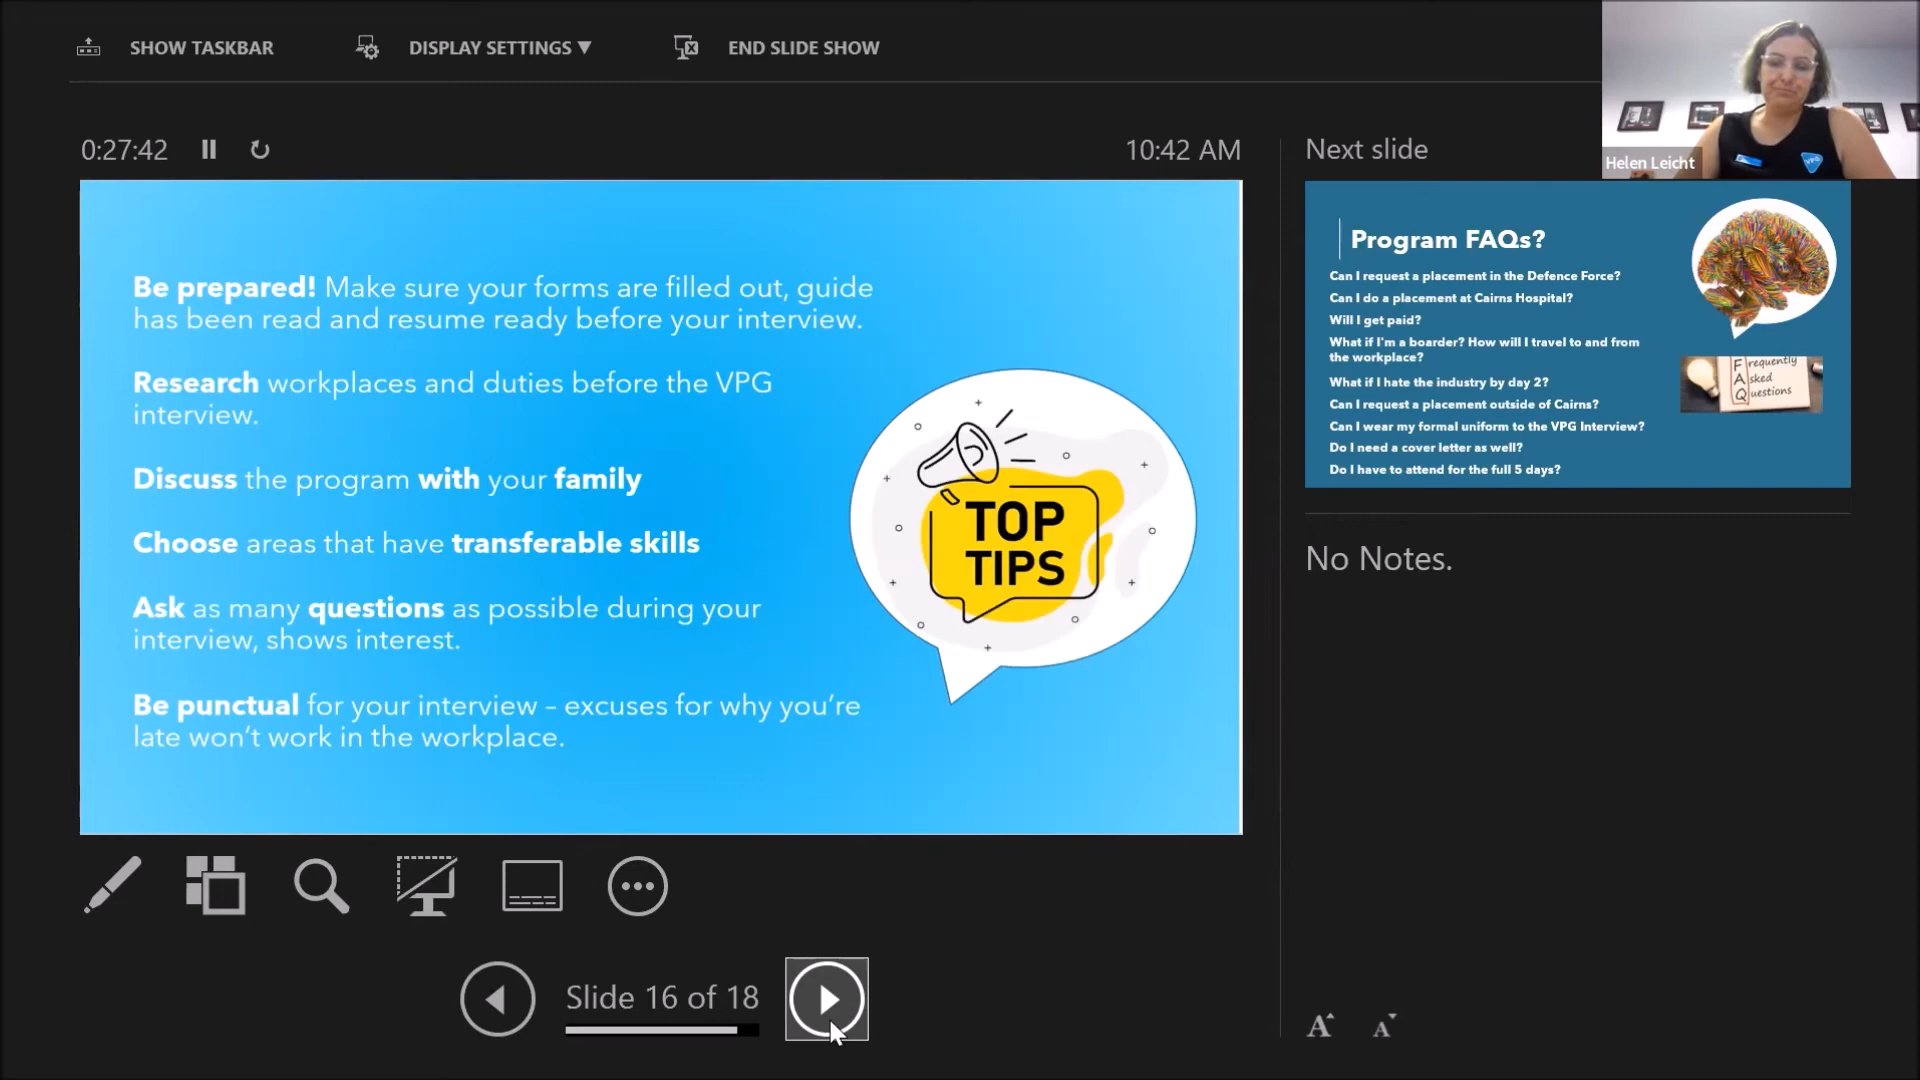 SHOW TASKBAR
DISPLAY SETTINGS
END SLIDE SHOW
0:27:42
10:42 AM
Be prepared! Make sure your forms are filled out, guide
has been read and resume ready before your interview.
Research workplaces and duties before the VPG
interview.
Discuss the program with your family
Choose areas that have transferable skills
Ask as many questions as possible during your
interview, shows interest.
Be punctual for your interview – excuses for why you’re
late won’t work in the workplace.
TOP
TIPS
Slide 16 of 18
Next slide
Helen Leicht
VPG
Program FAQs?
Can I request a placement in the Defence Force?
Can I do a placement at Cairns Hospital?
Will I get paid?
What if I'm a boarder? How will I travel to and from
the workplace?
What if I hate the industry by day 2?
Can I request a placement outside of Cairns?
Can I wear my formal uniform to the VPG Interview?
Do I need a cover letter as well?
Do I have to attend for the full 5 days?
Frequently
Asked
Questions
No Notes.
A A